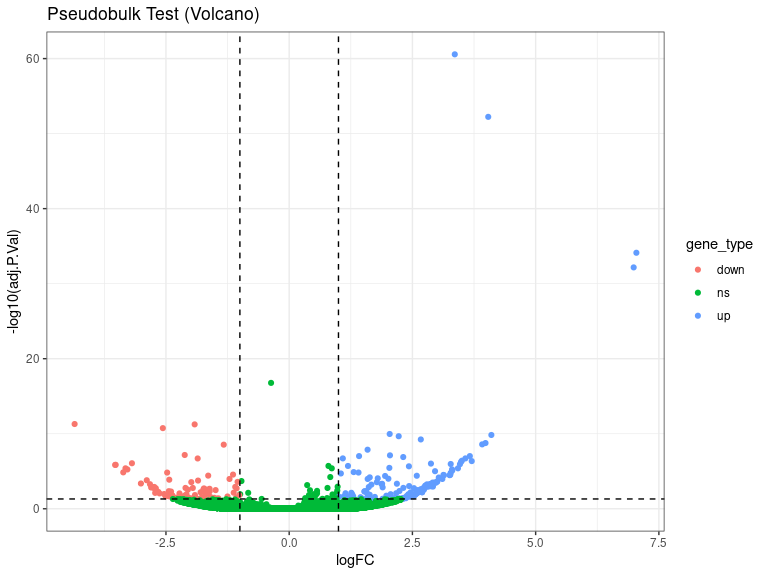 Pseudobulk Test (Volcano)
60
40
20
0
-log10(adj.P.Val)
-2.5
0.0
2.5
5.0
7.5
logFC
gene_type
down
ns
up